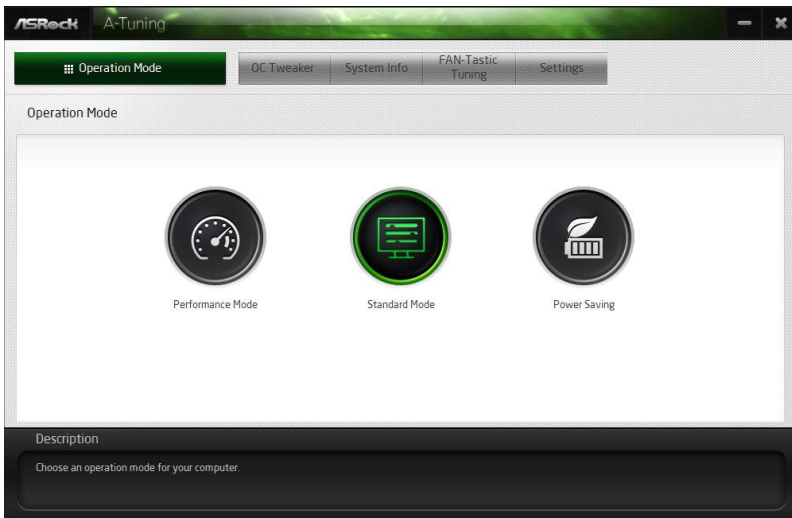 ASRock A-Tuning
Operation Mode OC Tweaker System Info FAN-Tastic Tuning Settings
Operation Mode
Performance Mode Standard Mode Power Saving
Description
Choose an operation mode for your computer.